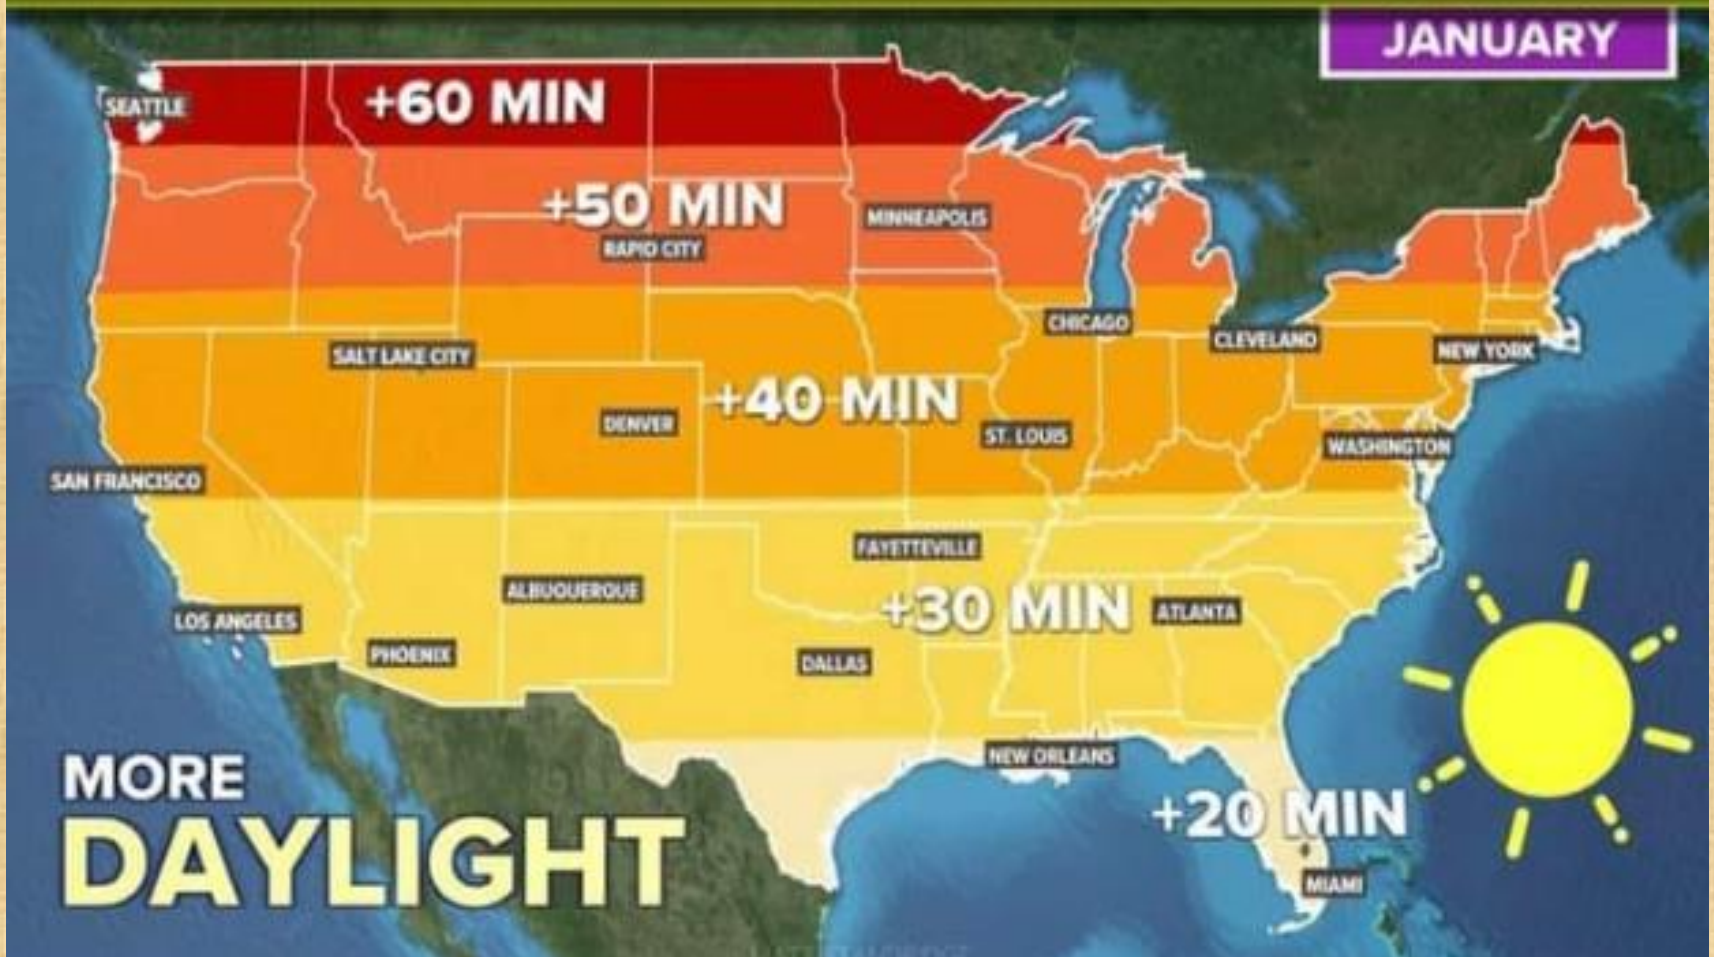 JANUARY
+60 MIN
SEATTLE
+50 MIN
MINNEAPOLIS
RAPID CITY
CHICAGO
CLEVELAND
NEW YORK
SALT LAKE CITY
+40 MIN
DENVER
ST. LOUIS
WASHINGTON
SAN FRANCISCO
FAYETTEVILLE
ALBUQUERQUE
+30 MIN
ATLANTA
LOS ANGELES
PHOENIX
DALLAS
NEW ORLEANS
MORE
DAYLIGHT
+20 MIN
MIAMI